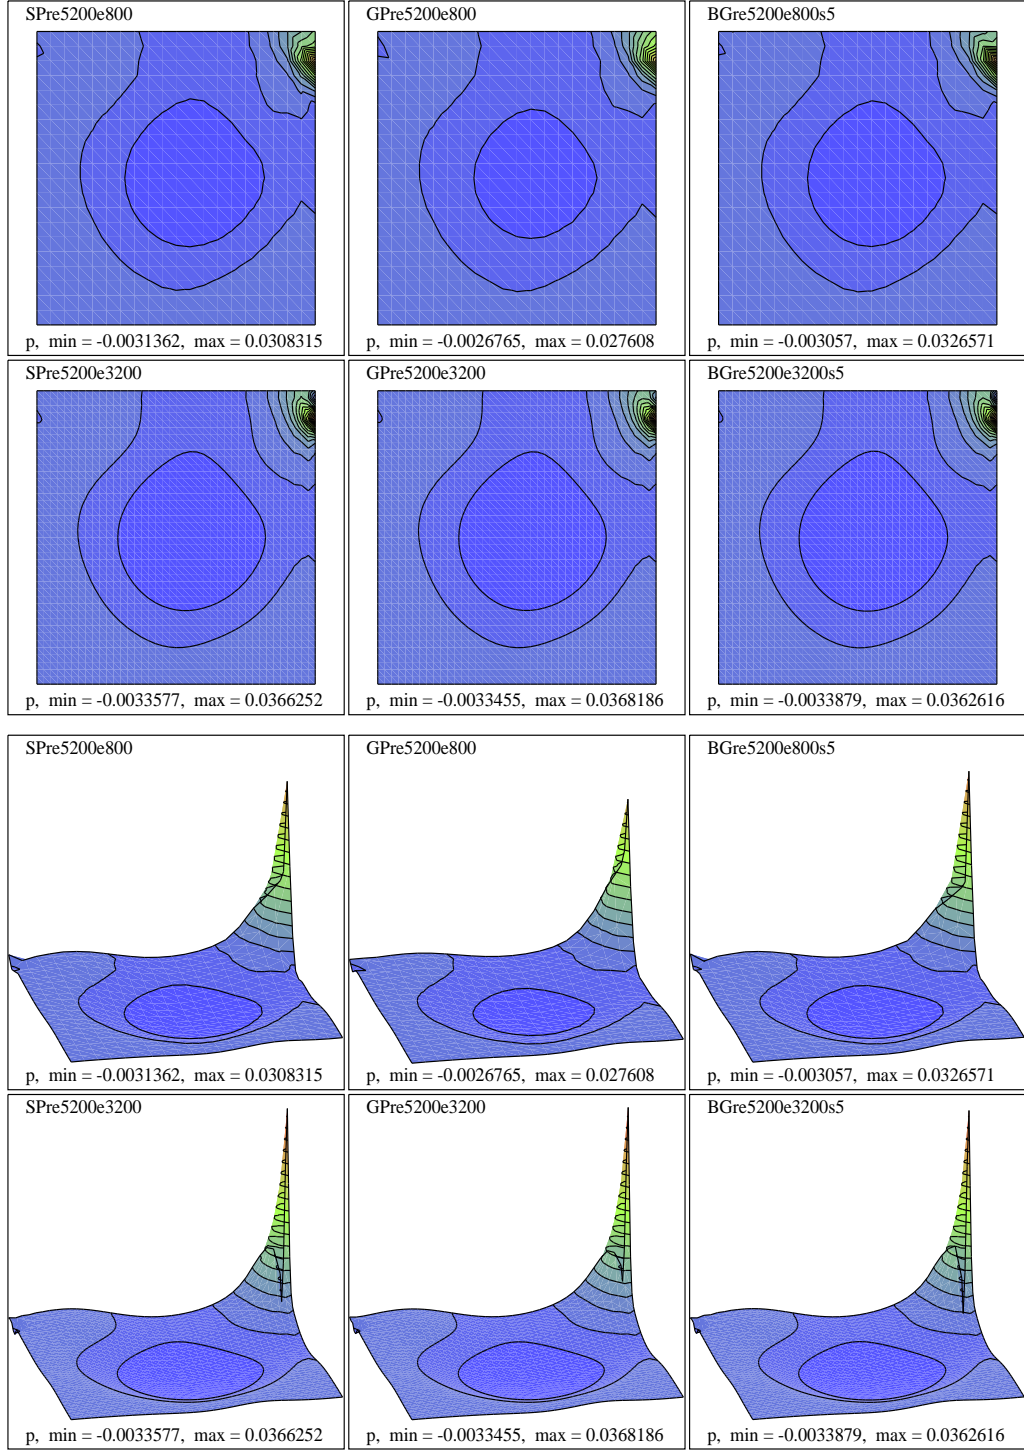 SPre5200e800
GPre5200e800
BGre5200e800s5
p, min = -0.0031362, max = 0.0308315
p, min = -0.0026765, max = 0.027608
p, min = -0.003057, max = 0.0326571
SPre5200e3200
GPre5200e3200
BGre5200e3200s5
p, min = -0.0033577, max = 0.0366252
p, min = -0.0033455, max = 0.0368186
p, min = -0.0033879, max = 0.0362616
SPre5200e800
GPre5200e800
BGre5200e800s5
p, min = -0.0031362, max = 0.0308315
p, min = -0.0026765, max = 0.027608
p, min = -0.003057, max = 0.0326571
SPre5200e3200
GPre5200e3200
BGre5200e3200s5
p, min = -0.0033577, max = 0.0366252
p, min = -0.0033455, max = 0.0368186
p, min = -0.0033879, max = 0.0362616